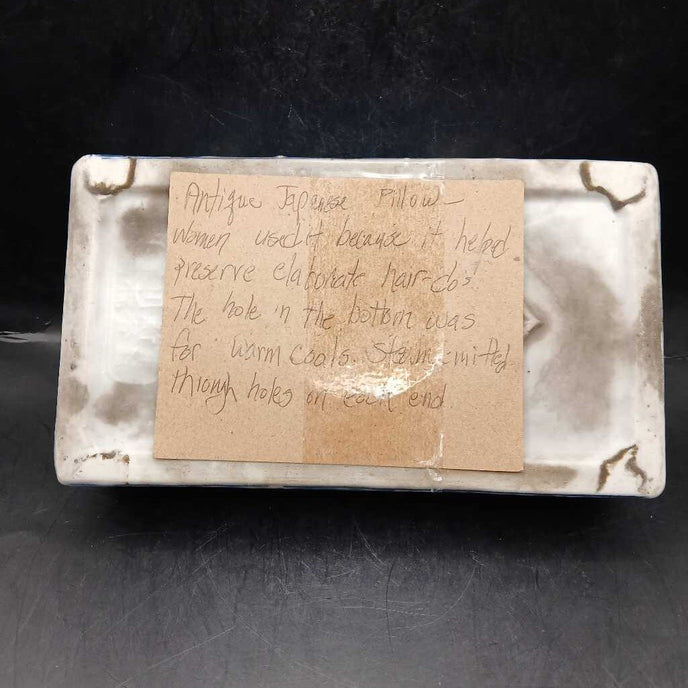 Antique Japanese Pillow
Women used it because it helped
preserve elaborate hair-dos.
The hole in the bottom was
for warm coals. Steam emitted
through holes on each end